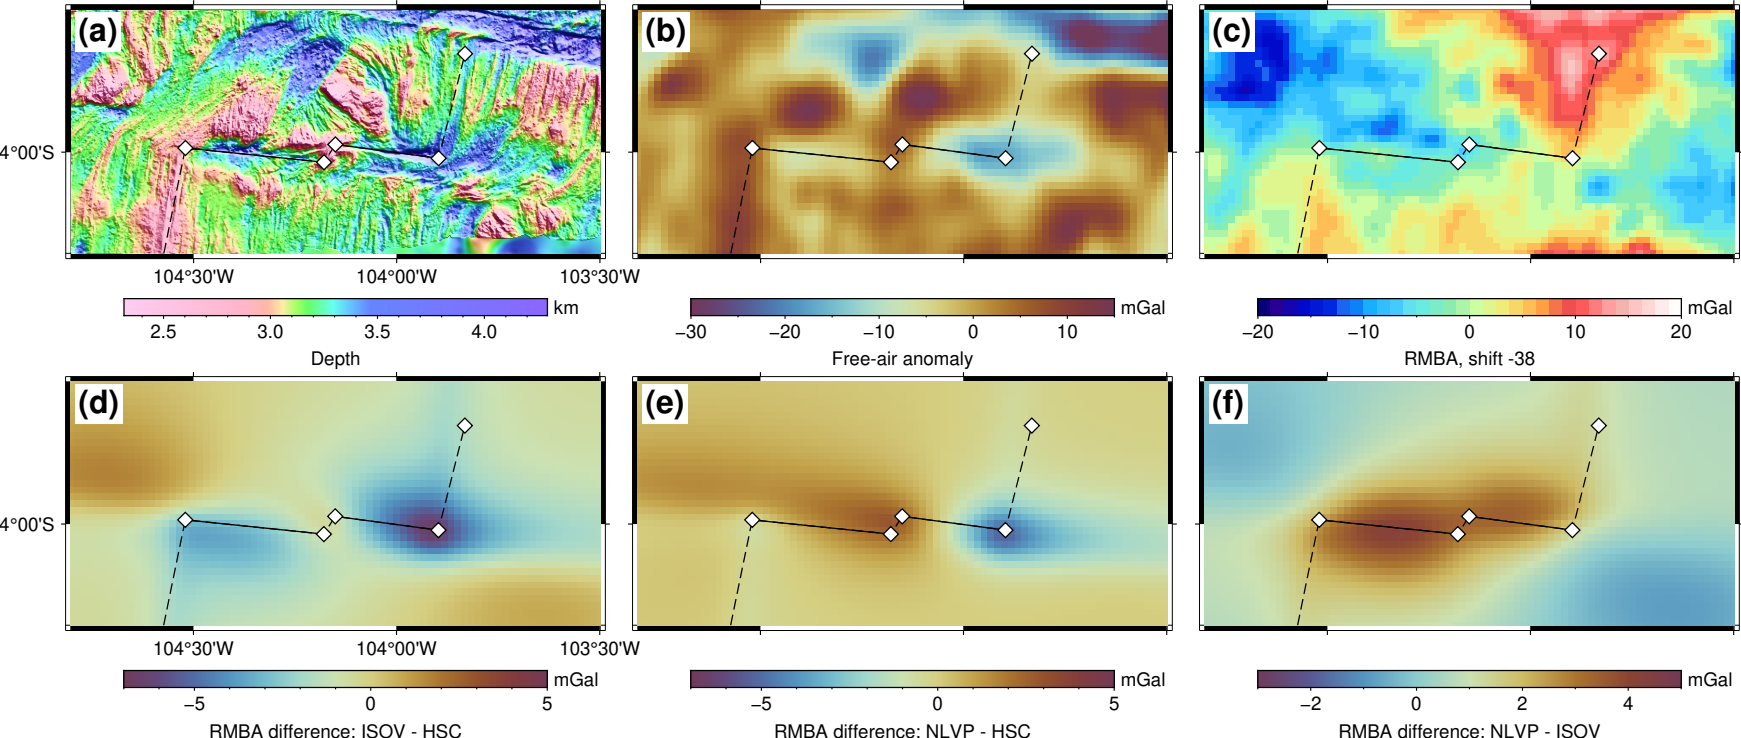 (a) (b) (c)
4°00'S
104°30'W 104°00'W 103°30'W
km mGal mGal
2.5 3.0 3.5 4.0 −30 −20 −10 0 10 −20 −10 0 10 20
Depth Free-air anomaly RMBA, shift -38
(d) (e) (f)
4°00'S
104°30'W 104°00'W 103°30'W
mGal mGal mGal
−5 0 5 −5 0 5 −2 0 2 4
RMBA difference: ISOV - HSC RMBA difference: NLVP - HSC RMBA difference: NLVP - ISOV